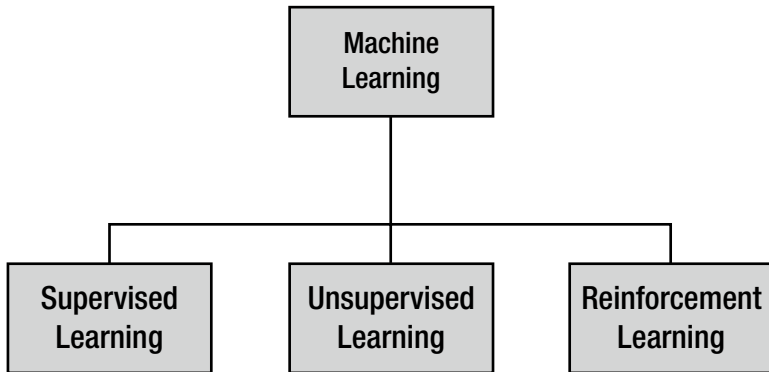 Machine
Learning
Supervised
Learning
Unsupervised
Learning
Reinforcement
Learning